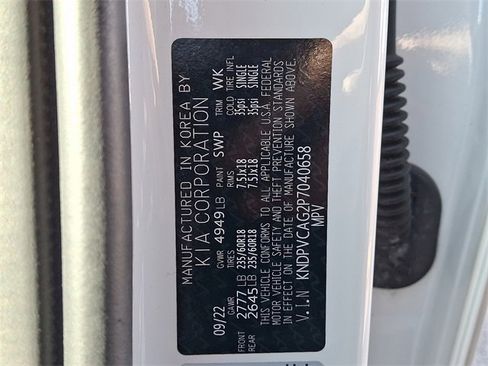 MANUFACTURED IN KOREA BY
KIA CORPORATION
09/22 GVWR 4949LB PAINT SWP TRIM WK
GAWR TIRES RIMS COLD TIRE INFL
FRONT 2777LB 235/60R18 7.5Jx18 35psi SINGLE
REAR 2645LB 235/60R18 7.5Jx18 35psi SINGLE
THIS VEHICLE CONFORMS TO ALL APPLICABLE U.S.A. FEDERAL
MOTOR VEHICLE SAFETY AND THEFT PREVENTION STANDARDS
IN EFFECT ON THE DATE OF MANUFACTURE SHOWN ABOVE.
V.I.N KNDPVCAG2P7040658
MPV